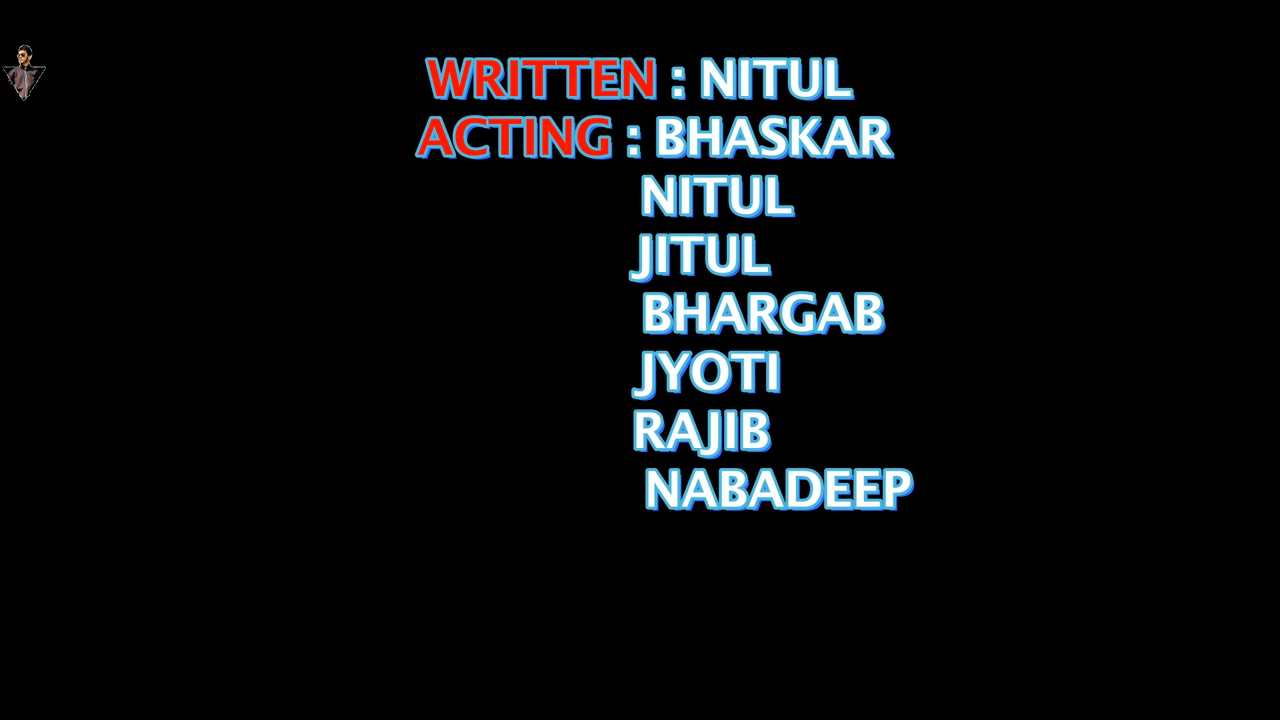 WRITTEN : NITUL
ACTING : BHASKAR
NITUL
JITUL
BHARGAB
JYOTI
RAJIB
NABADEEP